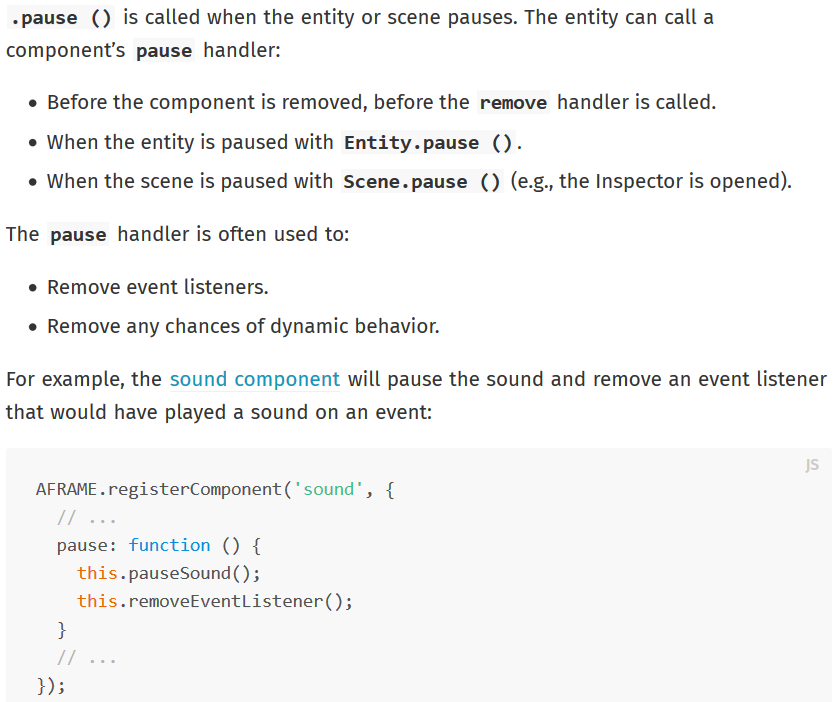 .pause () is called when the entity or scene pauses. The entity can call a
component’s pause handler:
• Before the component is removed, before the remove handler is called.
• When the entity is paused with Entity.pause ().
• When the scene is paused with Scene.pause () (e.g., the Inspector is opened).
The pause handler is often used to:
• Remove event listeners.
• Remove any chances of dynamic behavior.
For example, the sound component will pause the sound and remove an event listener
that would have played a sound on an event:
JS
AFRAME.registerComponent('sound', {
  // ...
  pause: function () {
    this.pauseSound();
    this.removeEventListener();
  }
  // ...
});